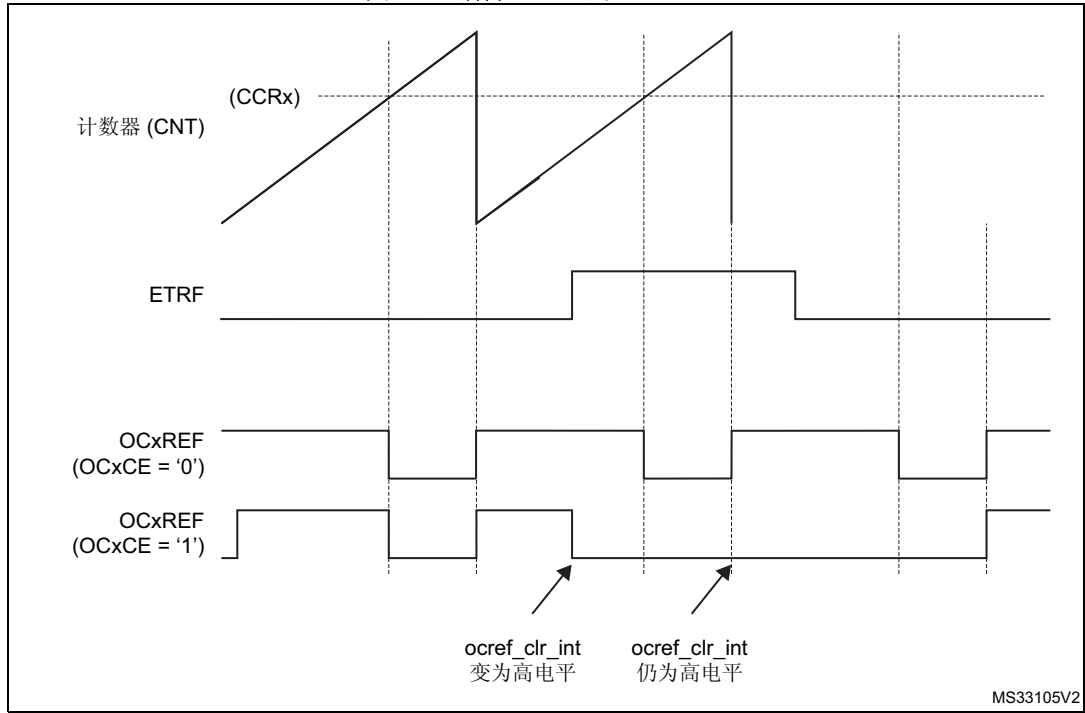 (CCRx)
计数器 (CNT)
ETRF
OCxREF
(OCxCE = ‘0’)
OCxREF
(OCxCE = ‘1’)
ocref_clr_int
变为高电平
ocref_clr_int
仍为高电平
MS33105V2